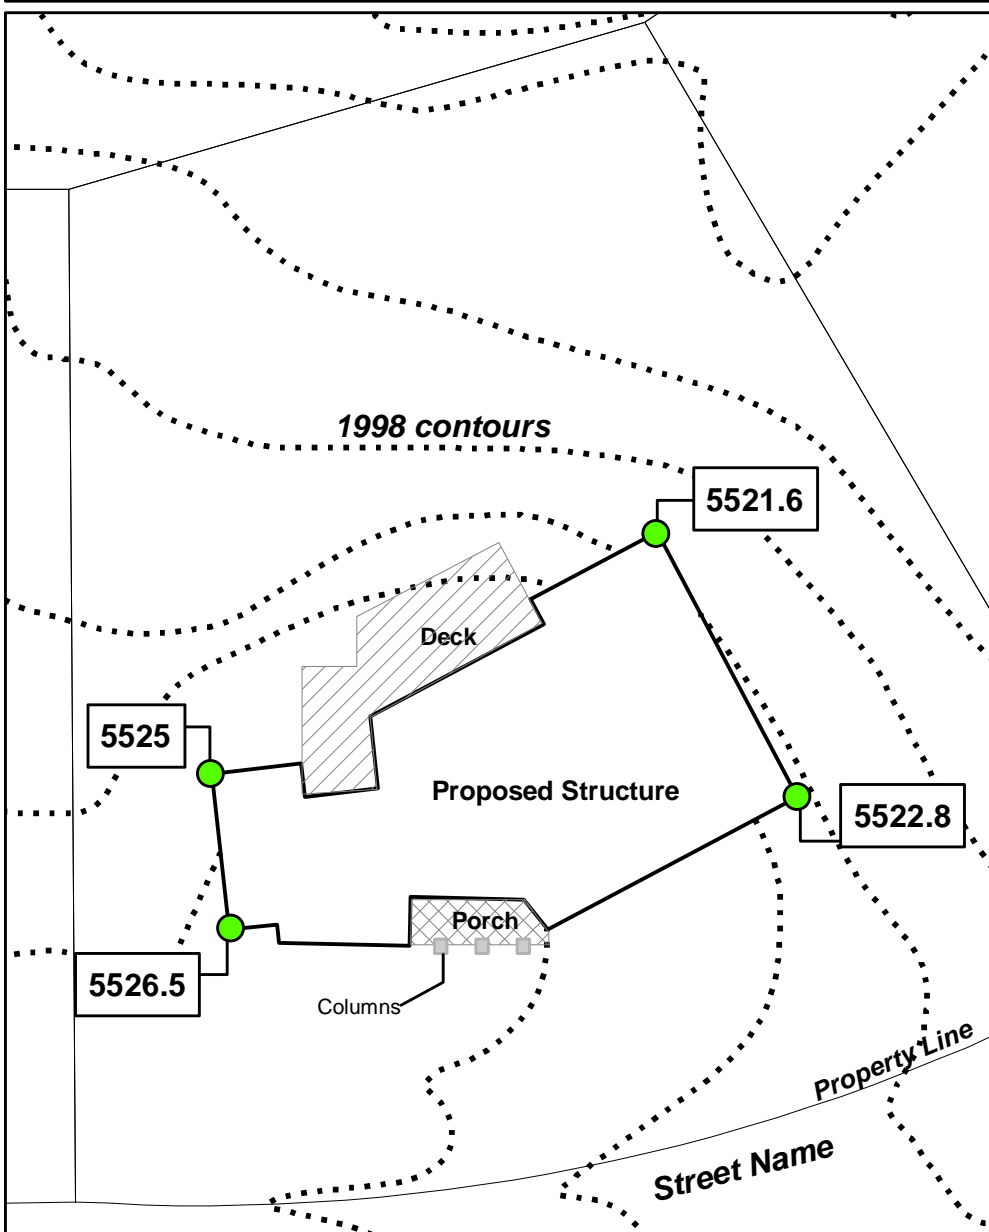 1998 contours
5521.6
Deck
5525
Proposed Structure
5522.8
Porch
5526.5
Columns
Property Line
Street Name